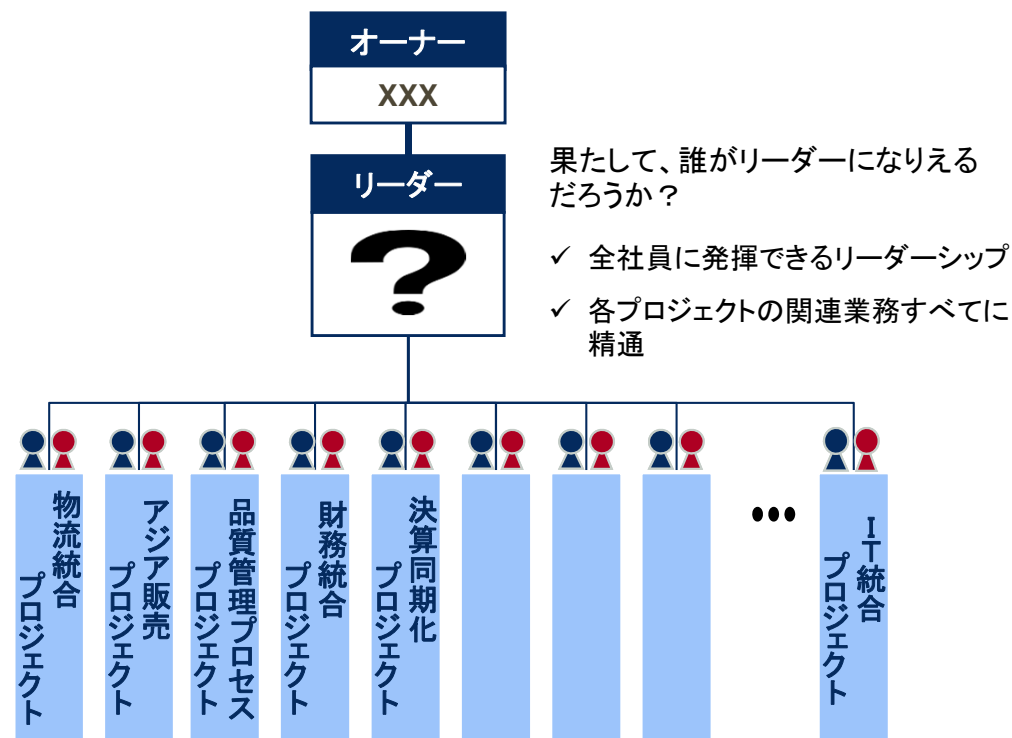 オーナー
XXX
リーダー
?
果たして、誰がリーダーになりえる
だろうか？
✓ 全社員に発揮できるリーダーシップ
✓ 各プロジェクトの関連業務すべてに
精通
物流統合
プロジェクト
アジア販売
プロジェクト
品質管理プロセス
プロジェクト
財務統合
プロジェクト
決算同期化
プロジェクト
•••
ＩＴ統合
プロジェクト